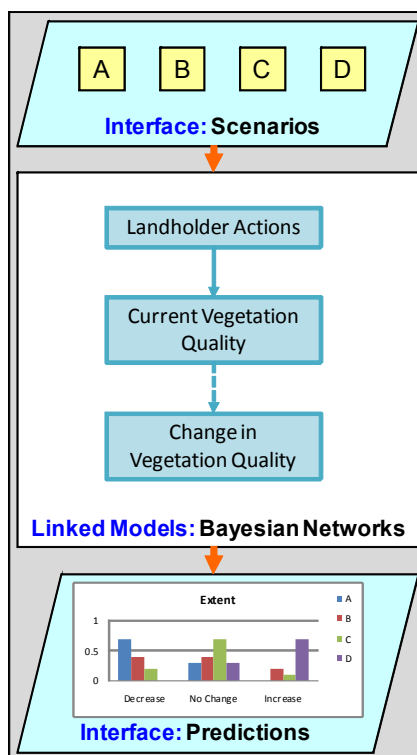 A B C D
Interface: Scenarios
Landholder Actions
Current Vegetation
Quality
Change in
Vegetation Quality
Linked Models: Bayesian Networks
Extent
1
0.5
0
Decrease No Change Increase
A
B
C
D
Interface: Predictions